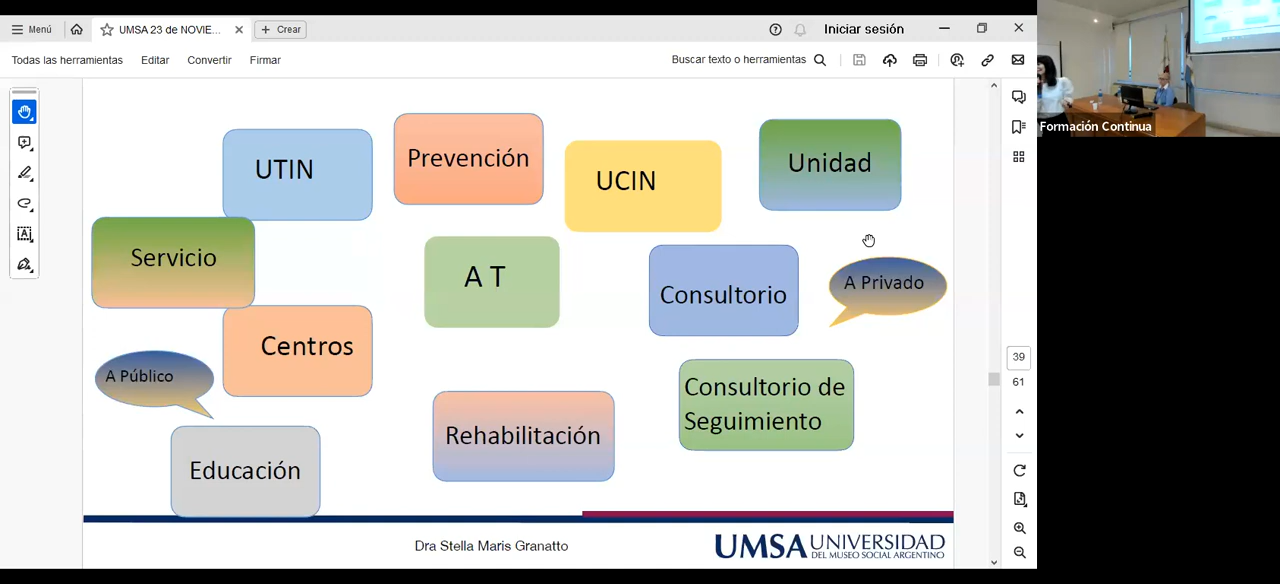 Menú
UMSA 23 de NOVIE...
Crear
Iniciar sesión
Todas las herramientas
Editar
Convertir
Firmar
Buscar texto o herramientas
Formación Continua
UTIN
Prevención
UCIN
Unidad
Servicio
A T
Consultorio
A Privado
Centros
A Público
Consultorio de
Seguimiento
Rehabilitación
Educación
39
61
Dra Stella Maris Granatto
UMSA UNIVERSIDAD
DEL MUSEO SOCIAL ARGENTINO